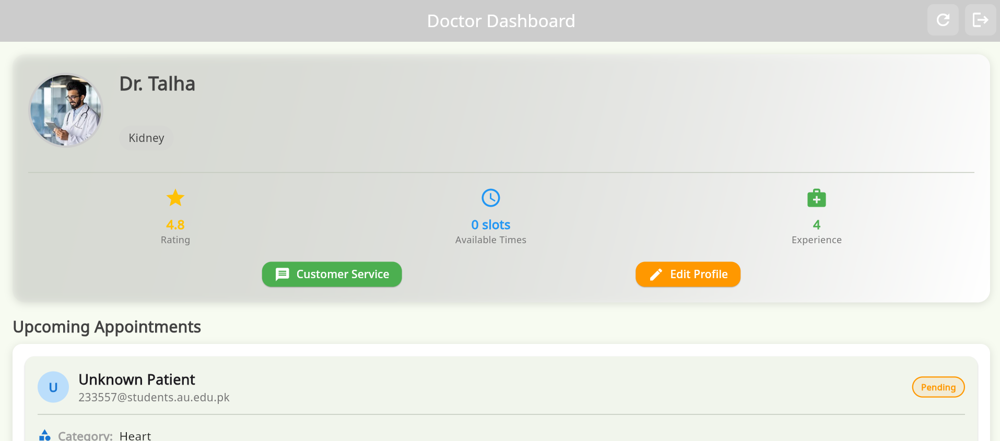 Doctor Dashboard
Dr. Talha
Kidney
4.8
Rating
0 slots
Available Times
4
Experience
Customer Service
Edit Profile
Upcoming Appointments
U
Unknown Patient
233557@students.au.edu.pk
Pending
Category: Heart